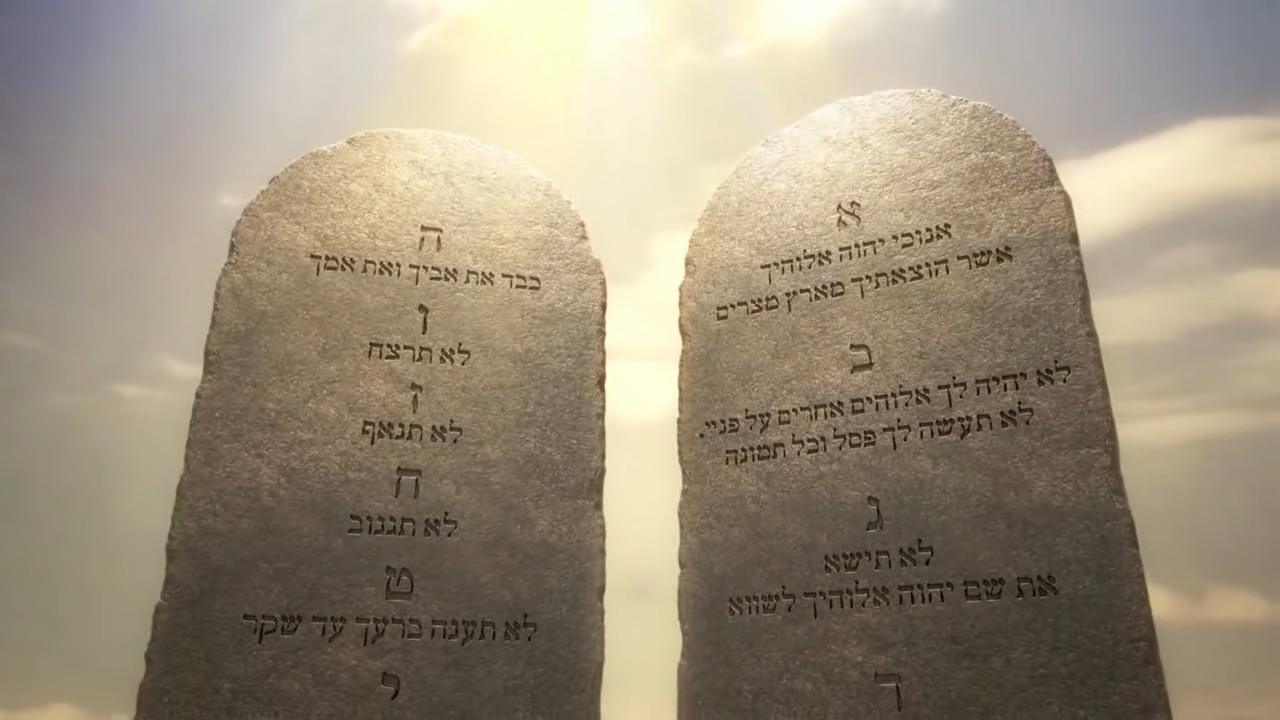 א
אנוכי יהוה אלוהיך
אשר הוצאתיך מארץ מצרים
ב
לא יהיה לך אלוהים אחרים על פניי.
לא תעשה לך פסל וכל תמונה
ג
לא תישא
את שם יהוה אלוהיך לשווא
ד
ה
כבד את אביך ואת אמך
ו
לא תרצח
ז
לא תנאף
ח
לא תגנוב
ט
לא תענה ברעך עד שקר
י